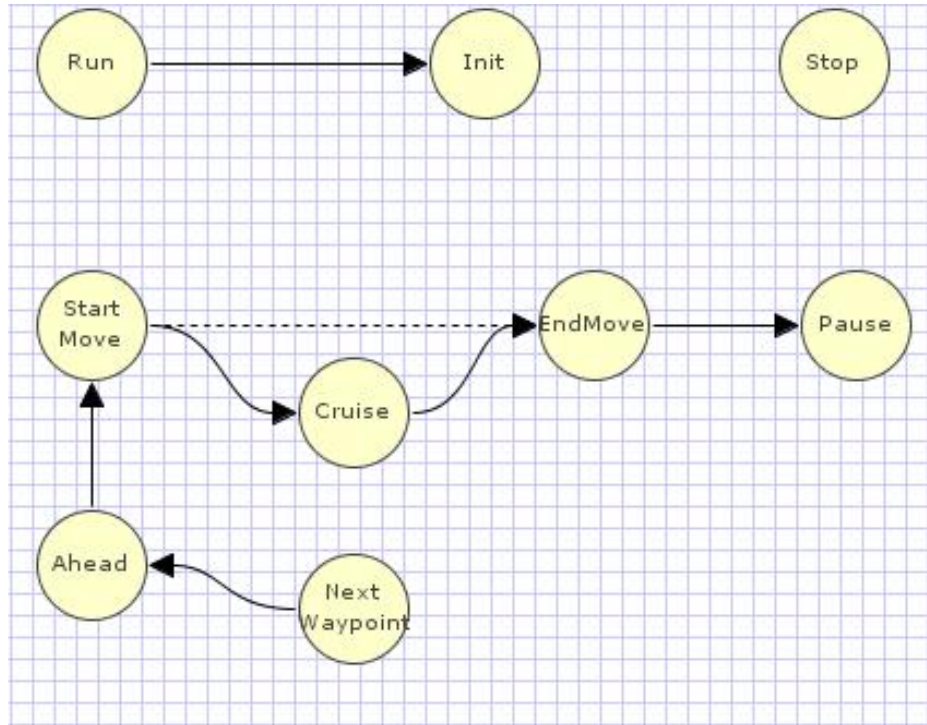 Run
Init
Stop
Start
Move
EndMove
Pause
Cruise
Ahead
Next
Waypoint